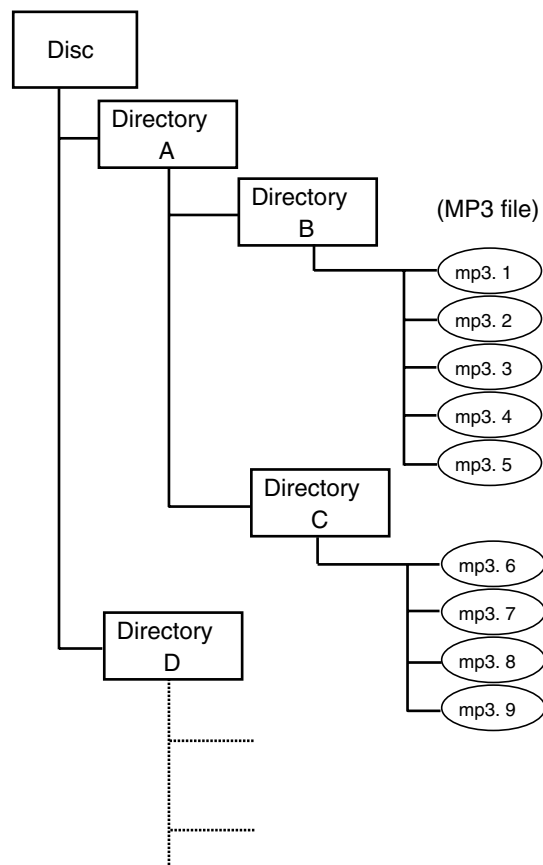 Disc
Directory
A
Directory
B
(MP3 file)
mp3. 1
mp3. 2
mp3. 3
mp3. 4
mp3. 5
Directory
C
mp3. 6
mp3. 7
mp3. 8
mp3. 9
Directory
D